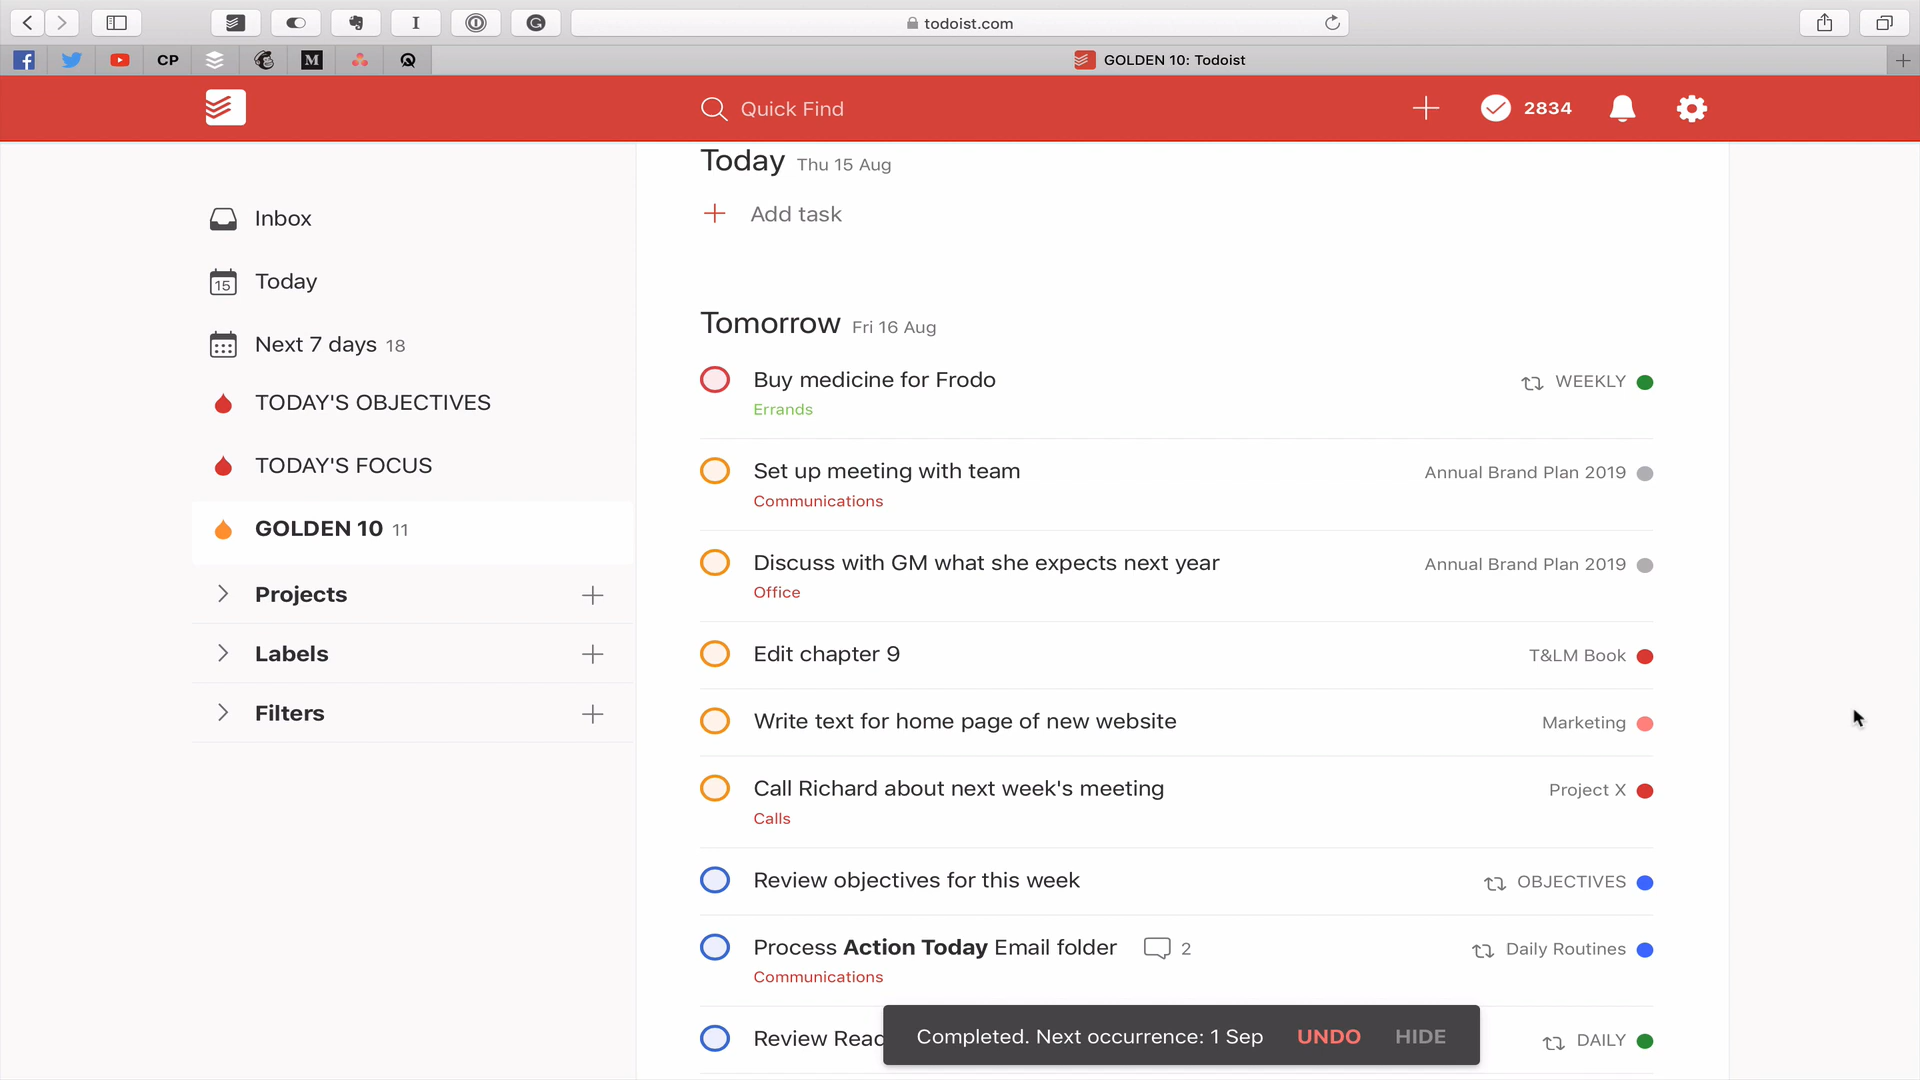 todoist.com
CP
M
GOLDEN 10: Todoist
Quick Find
2834
Inbox
15
Today
Next 7 days 18
TODAY'S OBJECTIVES
TODAY'S FOCUS
GOLDEN 10 11
Projects
Labels
Filters
Today Thu 15 Aug
Add task
Tomorrow Fri 16 Aug
Buy medicine for Frodo
WEEKLY
Errands
Set up meeting with team
Annual Brand Plan 2019
Communications
Discuss with GM what she expects next year
Annual Brand Plan 2019
Office
Edit chapter 9
T&LM Book
Write text for home page of new website
Marketing
Call Richard about next week's meeting
Project X
Calls
Review objectives for this week
OBJECTIVES
Process Action Today Email folder 2
Daily Routines
Communications
Review
DAILY
Completed. Next occurrence: 1 Sep UNDO HIDE